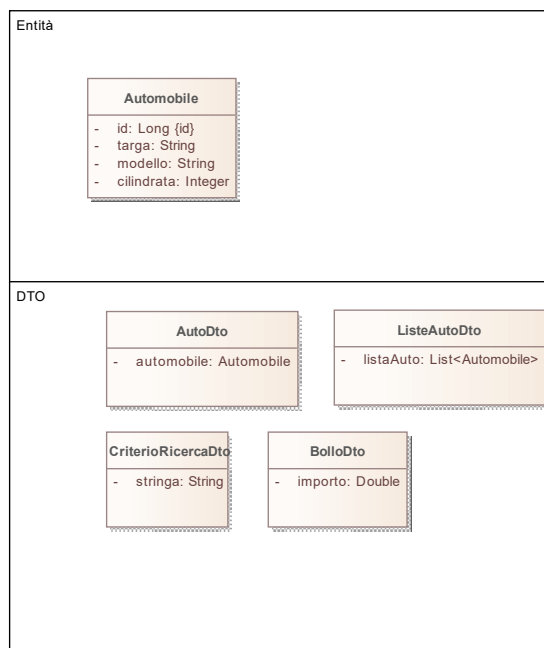 Entità
Automobile
- id: Long {id}
- targa: String
- modello: String
- cilindrata: Integer
DTO
AutoDto
- automobile: Automobile
ListeAutoDto
- listaAuto: List<Automobile>
CriterioRicercaDto
- stringa: String
BolloDto
- importo: Double